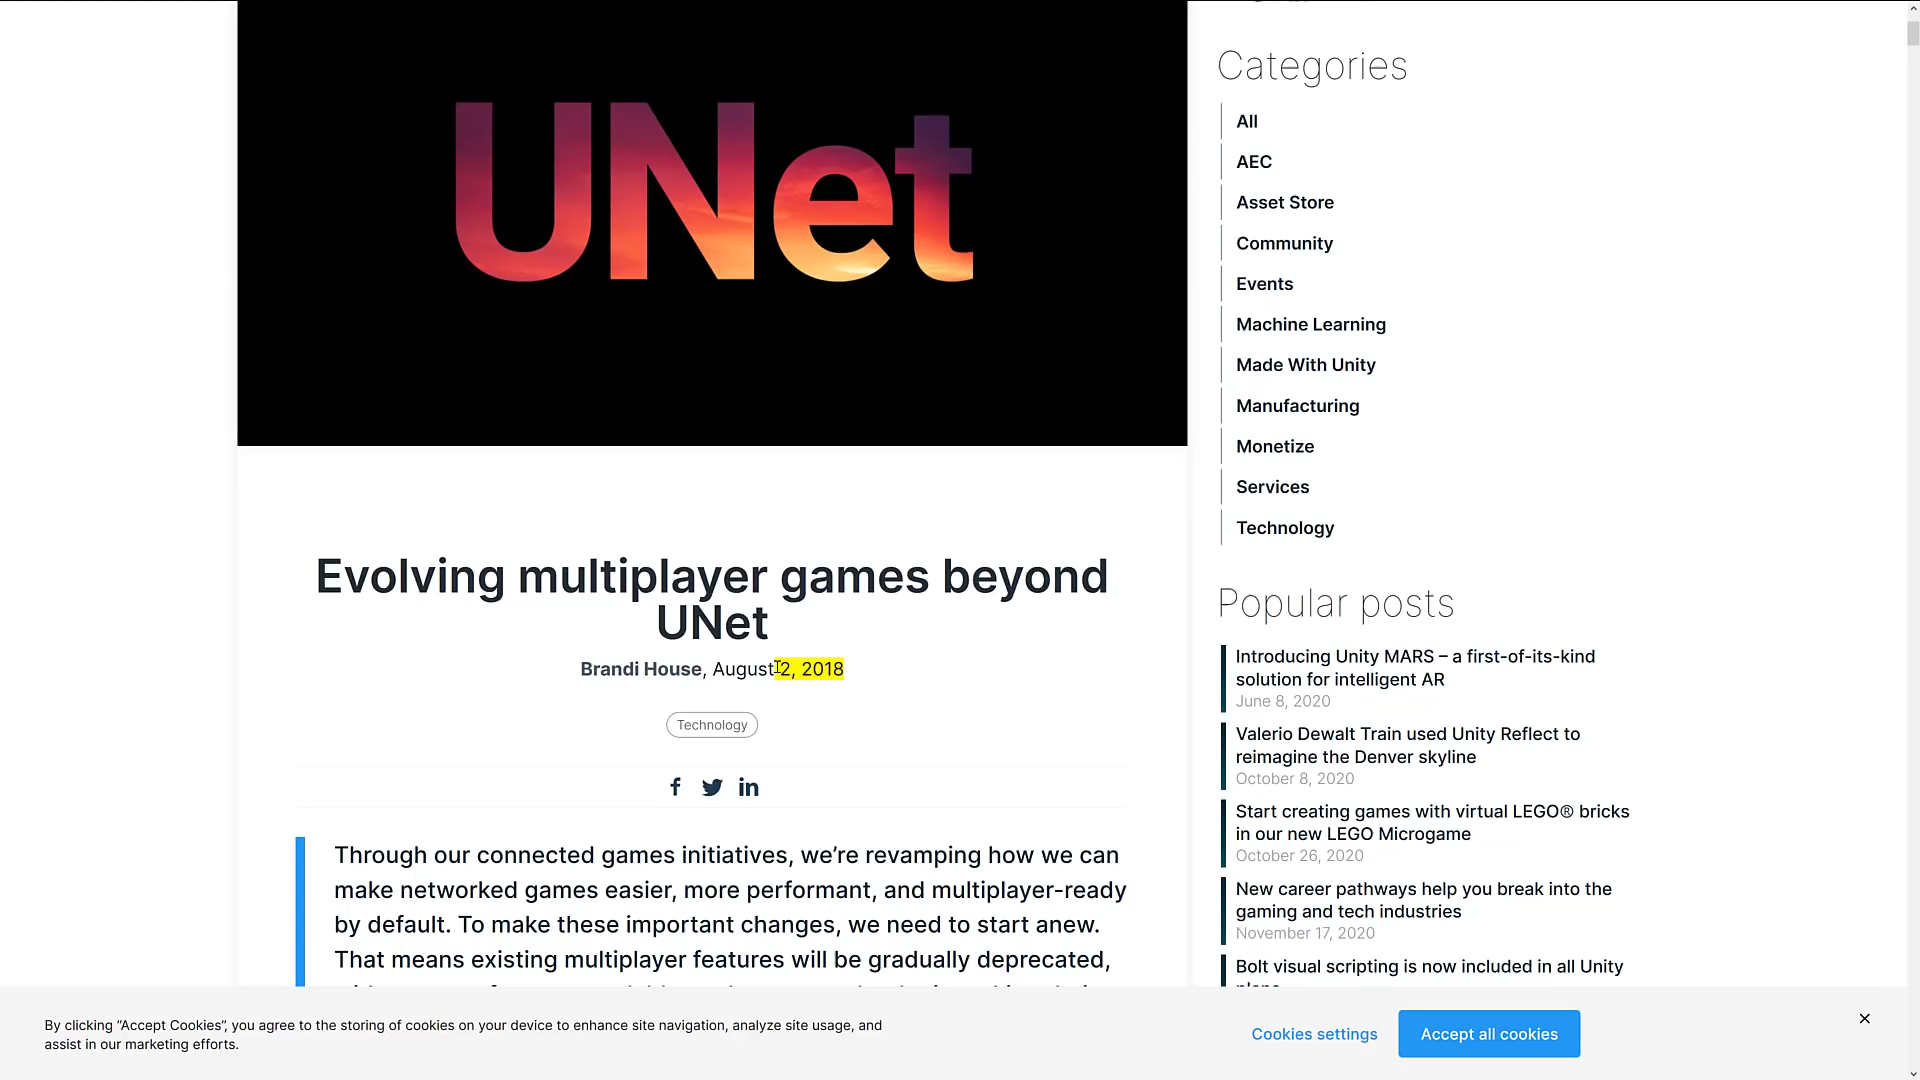 UNet
Evolving multiplayer games beyond
UNet
Brandi House, August 2, 2018
Technology
Through our connected games initiatives, we’re revamping how we can
make networked games easier, more performant, and multiplayer-ready
by default. To make these important changes, we need to start anew.
That means existing multiplayer features will be gradually deprecated,
Categories
All
AEC
Asset Store
Community
Events
Machine Learning
Made With Unity
Manufacturing
Monetize
Services
Technology
Popular posts
Introducing Unity MARS – a first-of-its-kind
solution for intelligent AR
June 8, 2020
Valerio Dewalt Train used Unity Reflect to
reimagine the Denver skyline
October 8, 2020
Start creating games with virtual LEGO® bricks
in our new LEGO Microgame
October 26, 2020
New career pathways help you break into the
gaming and tech industries
November 17, 2020
Bolt visual scripting is now included in all Unity
By clicking “Accept Cookies”, you agree to the storing of cookies on your device to enhance site navigation, analyze site usage, and
assist in our marketing efforts.
Cookies settings
Accept all cookies